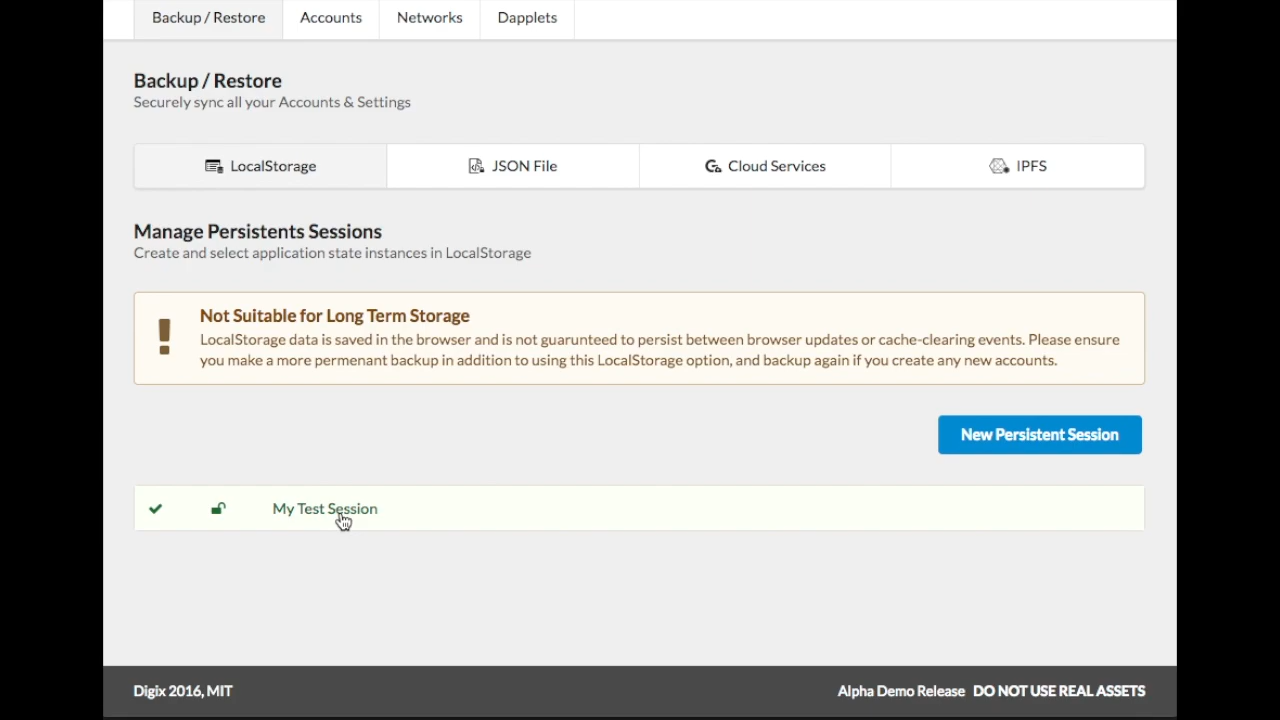 Backup / Restore
Accounts
Networks
Dapplets
Backup / Restore
Securely sync all your Accounts & Settings
LocalStorage
JSON File
Cloud Services
IPFS
Manage Persistents Sessions
Create and select application state instances in LocalStorage
Not Suitable for Long Term Storage
LocalStorage data is saved in the browser and is not guarunteed to persist between browser updates or cache-clearing events. Please ensure
you make a more permenant backup in addition to using this LocalStorage option, and backup again if you create any new accounts.
New Persistent Session
My Test Session
Digix 2016, MIT
Alpha Demo Release DO NOT USE REAL ASSETS